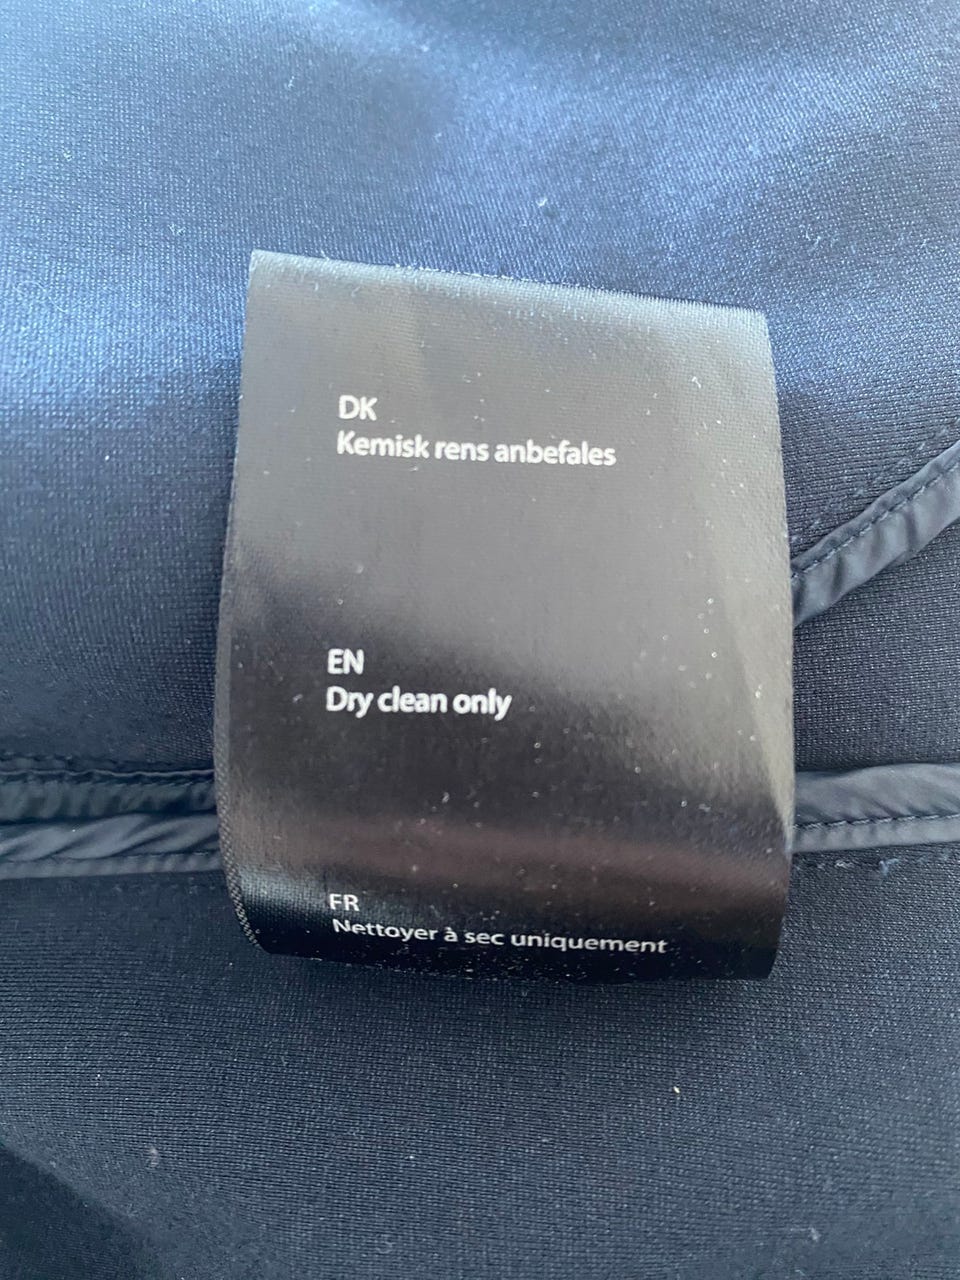 DK
Kemisk rens anbefales
EN
Dry clean only
FR
Nettoyer à sec uniquement